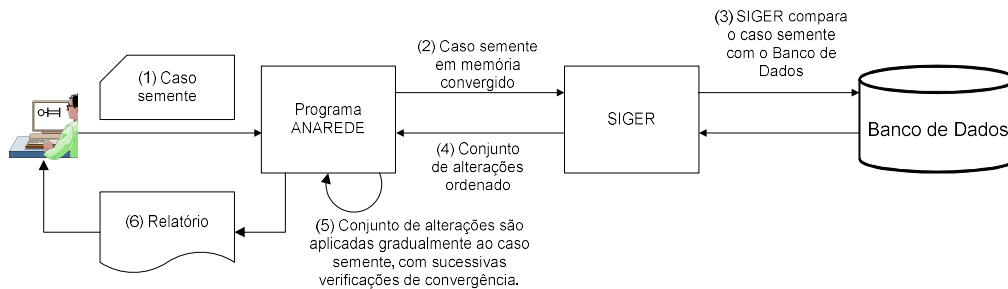 (1) Caso
semente
Programa
ANAREDE
(2) Caso semente
em memória
convergido
SIGER
(3) SIGER compara
o caso semente
com o Banco de
Dados
Banco de Dados
(4) Conjunto
de alterações
ordenado
(5) Conjunto de alterações são
aplicadas gradualmente ao caso
semente, com sucessivas
verificações de convergência.
(6) Relatório